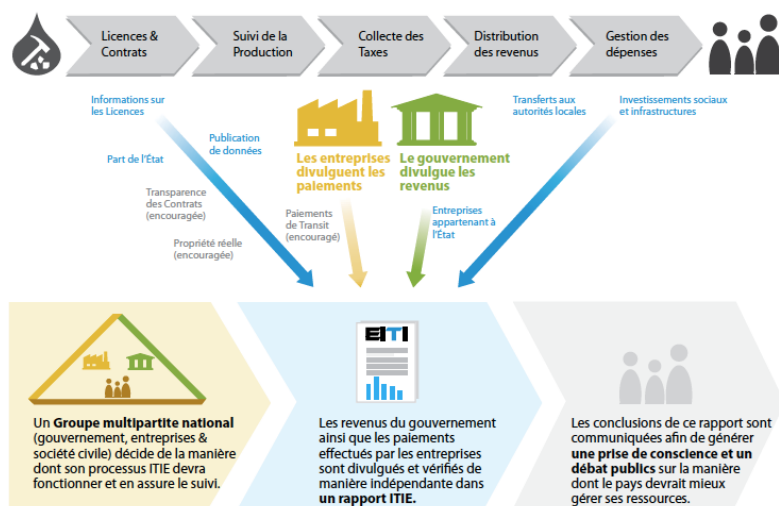 Licences &
Contrats
Suivi de la
Production
Collecte des
Taxes
Distribution
des revenus
Gestion des
dépenses
Informations sur
les Licences
Part de l'État
Transparence
des Contrats
(encouragée)
Propriété réelle
(encouragée)
Publication
de données
Les entreprises
divulguent les
paiements
Paiements
de Transit
(encouragé)
Le gouvernement
divulgue les
revenus
Entreprises
appartenant à
l'État
Transferts aux
autorités locales
Investissements sociaux
et infrastructures
Un Groupe multipartite national
(gouvernement, entreprises &
société civile) décide de la manière
dont son processus ITIE devra
fonctionner et en assure le suivi.
EITI
Les revenus du gouvernement
ainsi que les paiements
effectués par les entreprises
sont divulgués et vérifiés de
manière indépendante dans
un rapport ITIE.
Les conclusions de ce rapport sont
communiquées afin de générer
une prise de conscience et un
débat publics sur la manière
dont le pays devrait mieux
gérer ses ressources.